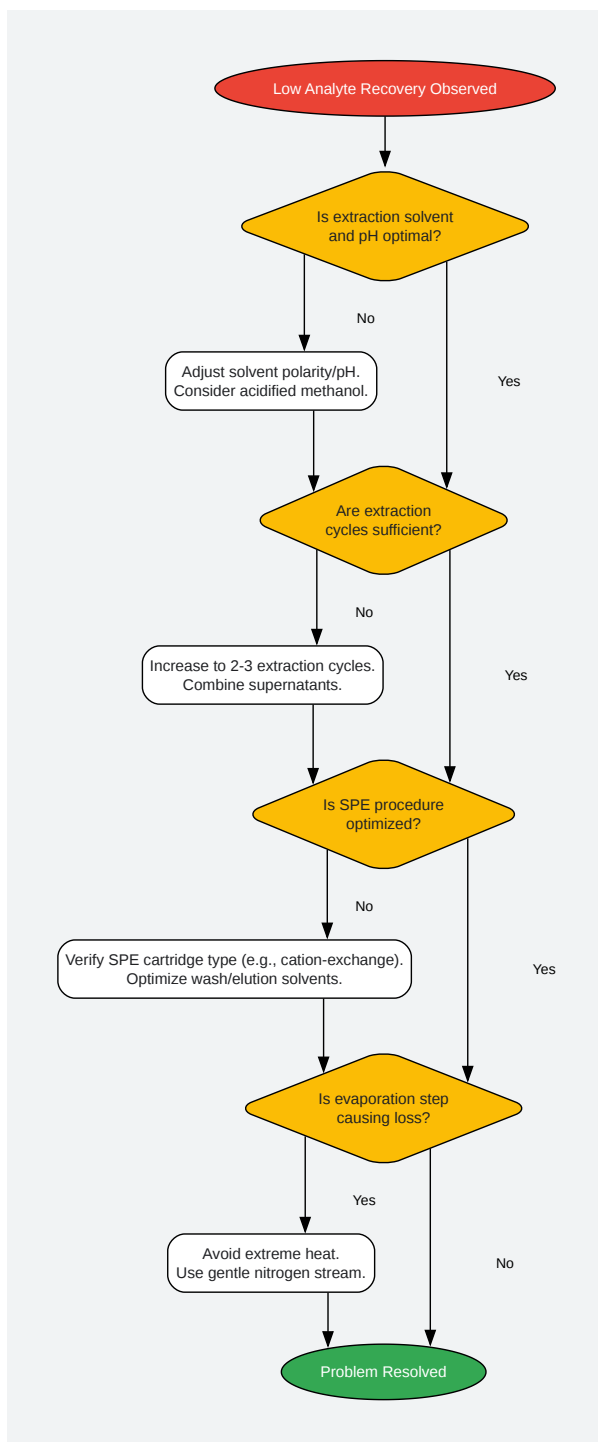 Low Analyte Recovery Observed
Is extraction solvent
and pH optimal?
No
Adjust solvent polarity/pH.
Consider acidified methanol.
Yes
Are extraction
cycles sufficient?
No
Increase to 2-3 extraction cycles.
Combine supernatants.
Yes
Is SPE procedure
optimized?
No
Verify SPE cartridge type (e.g., cation-exchange).
Optimize wash/elution solvents.
Yes
Is evaporation step
causing loss?
Yes
Avoid extreme heat.
Use gentle nitrogen stream.
No
Problem Resolved